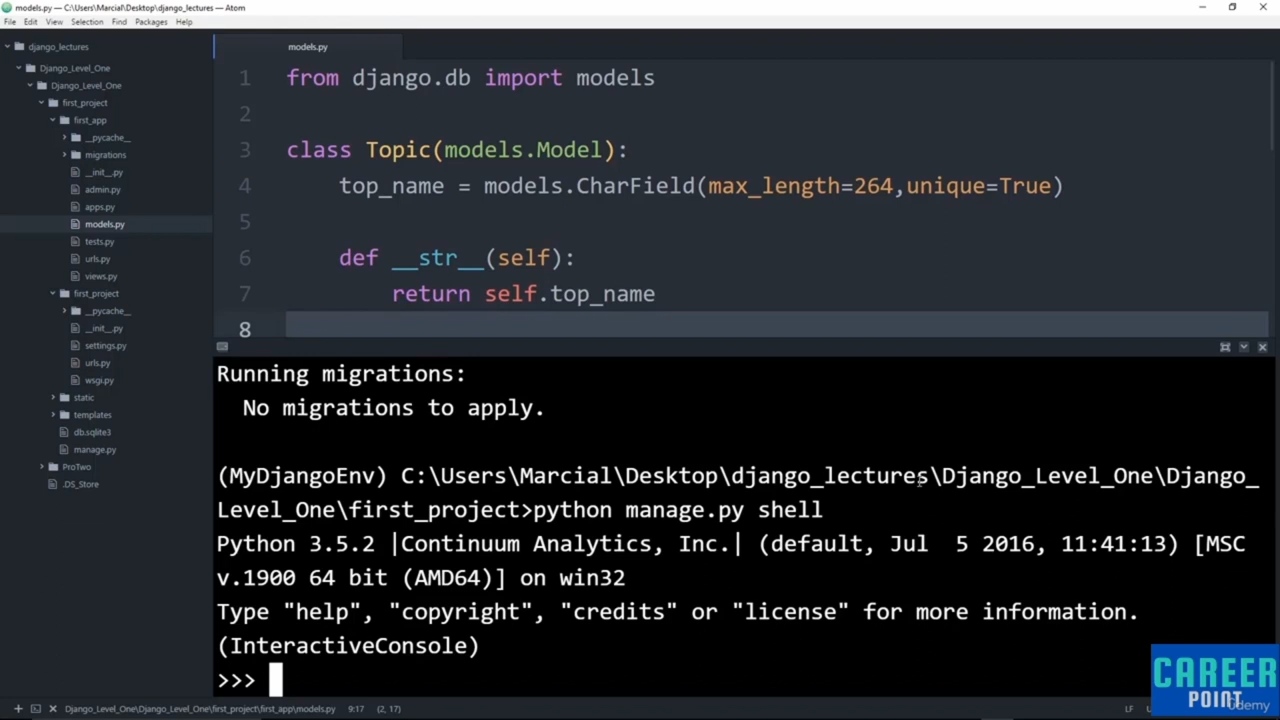 models.py — C:\Users\Marcial\Desktop\django_lectures — Atom
File Edit View Selection Find Packages Help
django_lectures
Django_Level_One
Django_Level_One
first_project
first_app
__pycache__
migrations
__init__.py
admin.py
apps.py
models.py
tests.py
urls.py
views.py
first_project
__pycache__
__init__.py
settings.py
urls.py
wsgi.py
static
templates
db.sqlite3
manage.py
ProTwo
.DS_Store
models.py
1 from django.db import models
2
3 class Topic(models.Model):
4 top_name = models.CharField(max_length=264,unique=True)
5
6 def __str__(self):
7 return self.top_name
8
Running migrations:
No migrations to apply.
(MyDjangoEnv) C:\Users\Marcial\Desktop\django_lectures\Django_Level_One\Django_
Level_One\first_project>python manage.py shell
Python 3.5.2 |Continuum Analytics, Inc.| (default, Jul  5 2016, 11:41:13) [MSC
v.1900 64 bit (AMD64)] on win32
Type "help", "copyright", "credits" or "license" for more information.
(InteractiveConsole)
>>>
Django_Level_One\Django_Level_One\first_project\first_app\models.py 9:17 (2, 17) LF
CAREER
POINT
Udemy